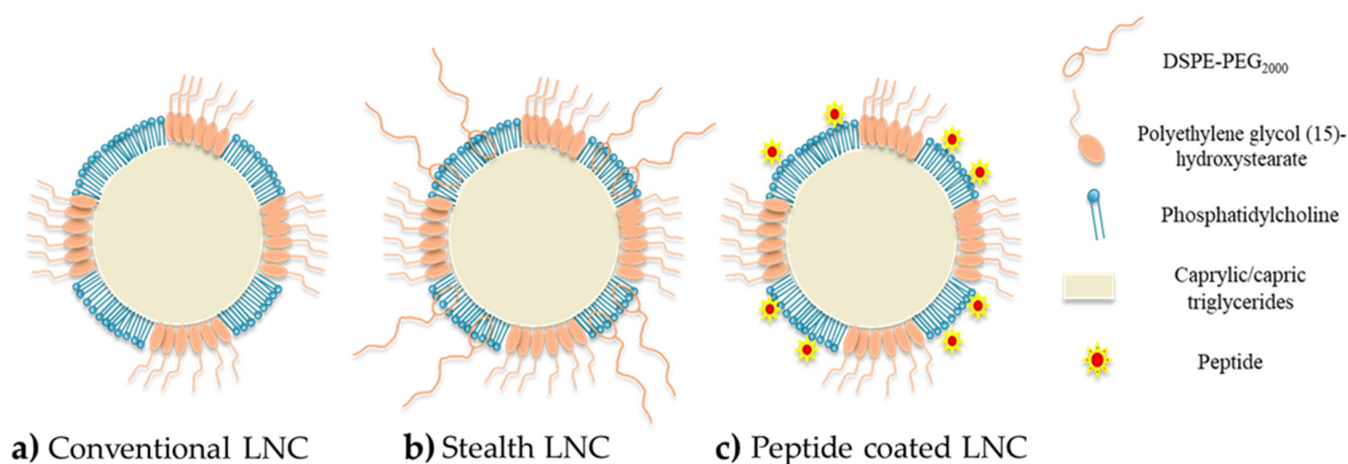 DSPE-PEG2000
Polyethylene glycol (15)-
hydroxystearate
Phosphatidylcholine
Caprylic/capric
triglycerides
Peptide
a) Conventional LNC
b) Stealth LNC
c) Peptide coated LNC